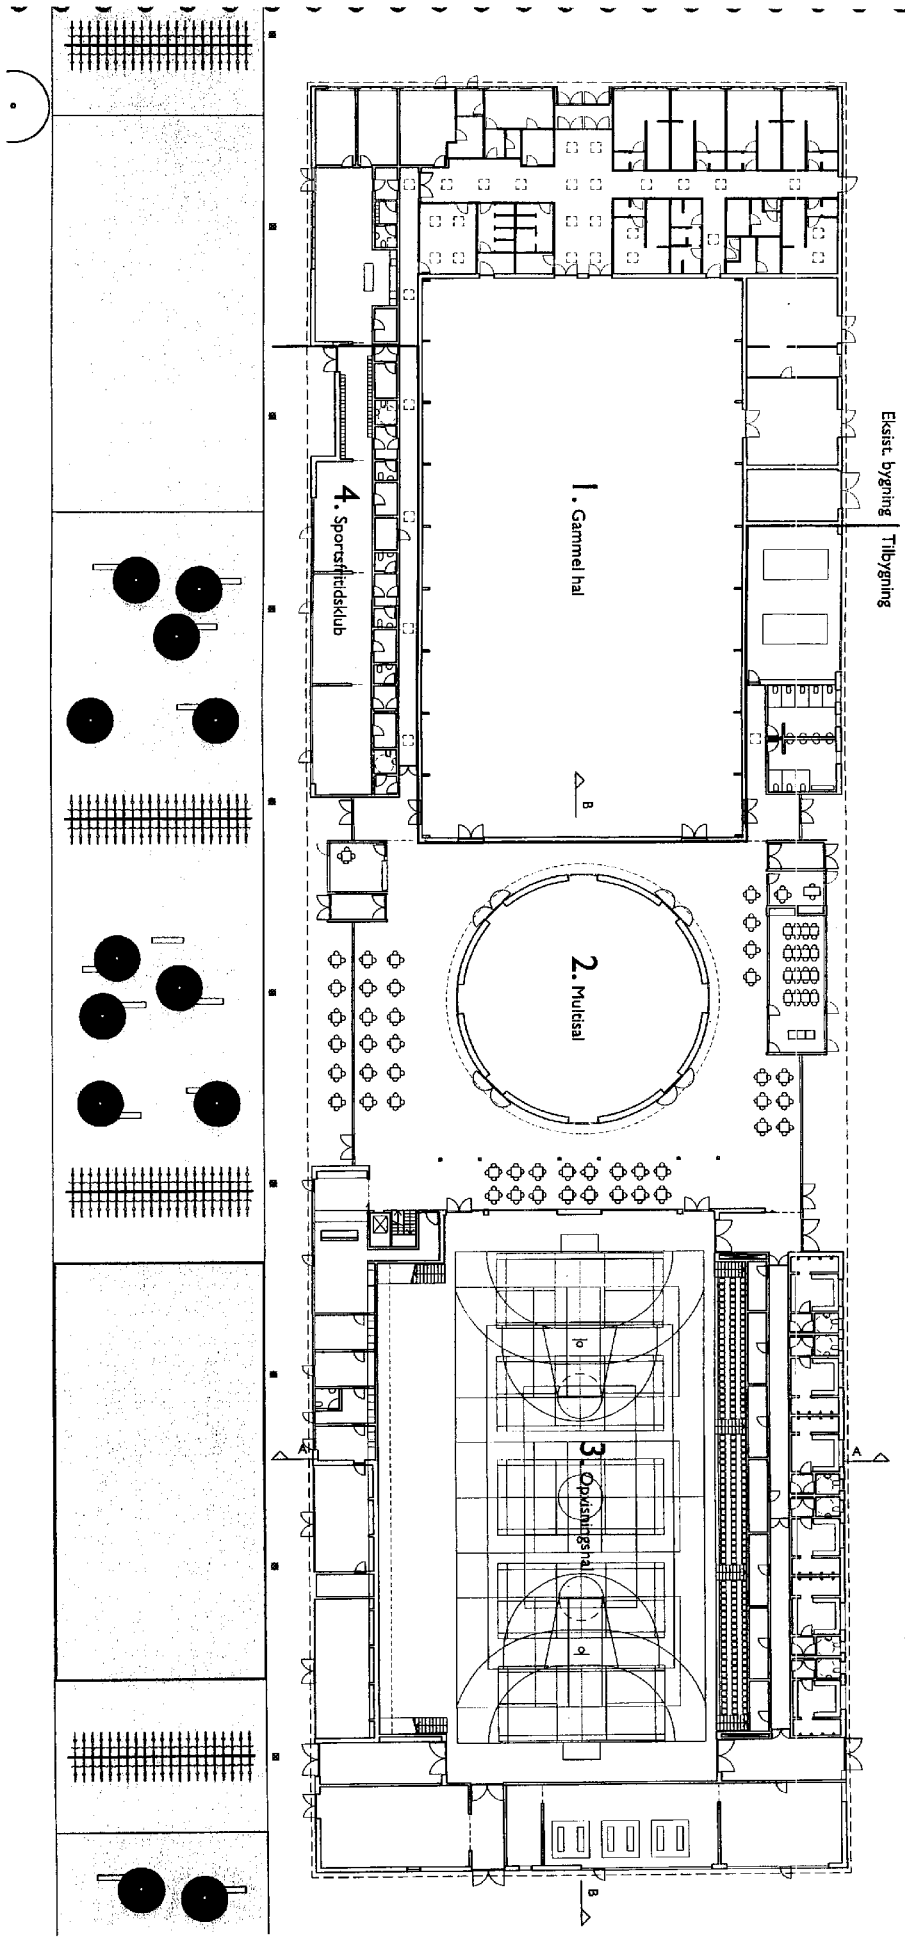 Eksist. bygning
Tilbygning
1. Gammel hal
4. Sportsfritidsklub
B
2. Multisal
3. Opvisningshal
A
A
B